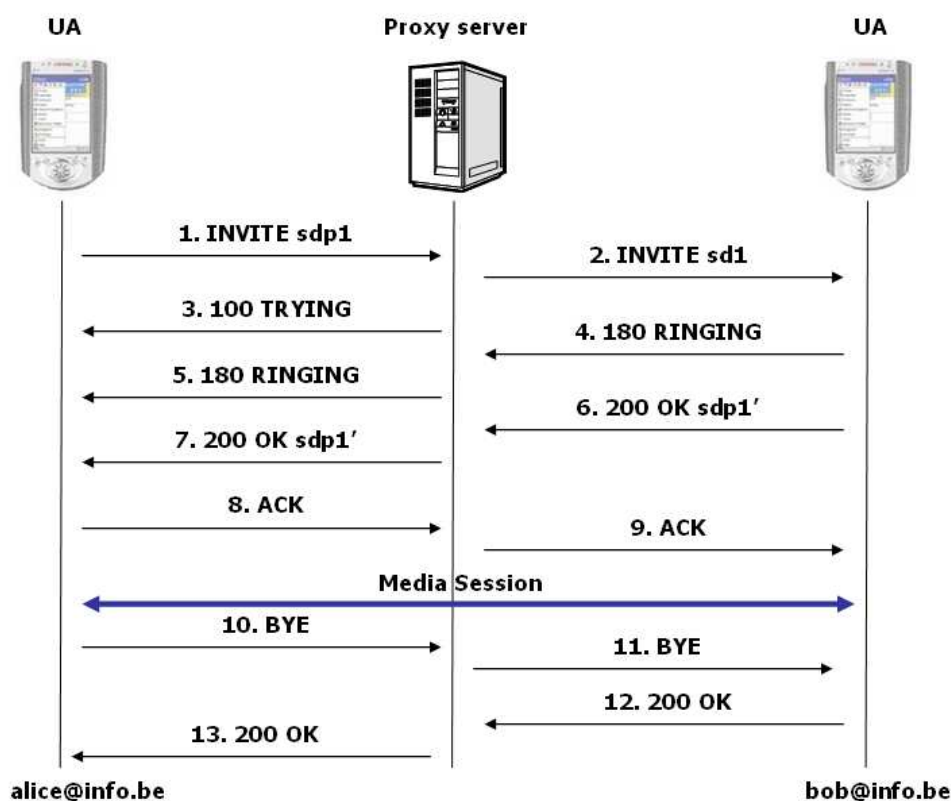 UA
Proxy server
UA
1. INVITE sdp1
2. INVITE sd1
3. 100 TRYING
4. 180 RINGING
5. 180 RINGING
6. 200 OK sdp1′
7. 200 OK sdp1′
8. ACK
9. ACK
Media Session
10. BYE
11. BYE
12. 200 OK
13. 200 OK
alice@info.be
bob@info.be